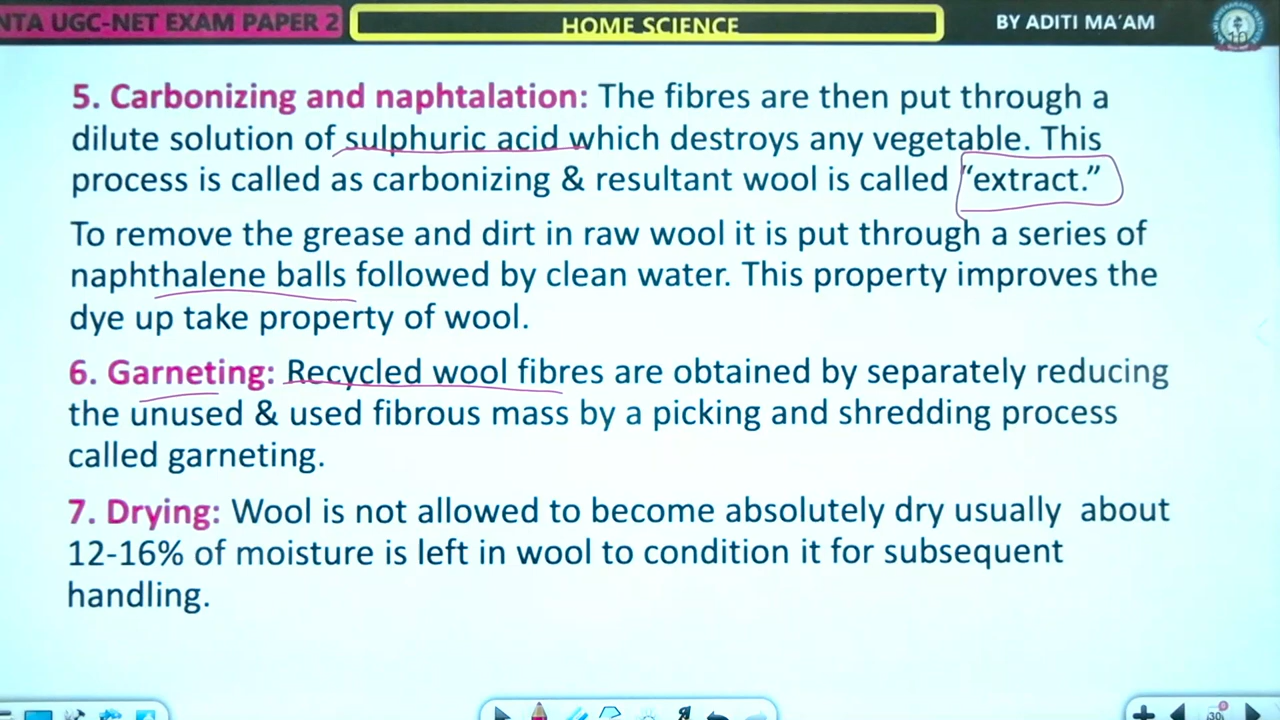 NTA UGC-NET EXAM PAPER 2
HOME SCIENCE
BY ADITI MA'AM
5. Carbonizing and naphtalation: The fibres are then put through a
dilute solution of sulphuric acid which destroys any vegetable. This
process is called as carbonizing & resultant wool is called “extract.”
To remove the grease and dirt in raw wool it is put through a series of
naphthalene balls followed by clean water. This property improves the
dye up take property of wool.
6. Garneting: Recycled wool fibres are obtained by separately reducing
the unused & used fibrous mass by a picking and shredding process
called garneting.
7. Drying: Wool is not allowed to become absolutely dry usually about
12-16% of moisture is left in wool to condition it for subsequent
handling.